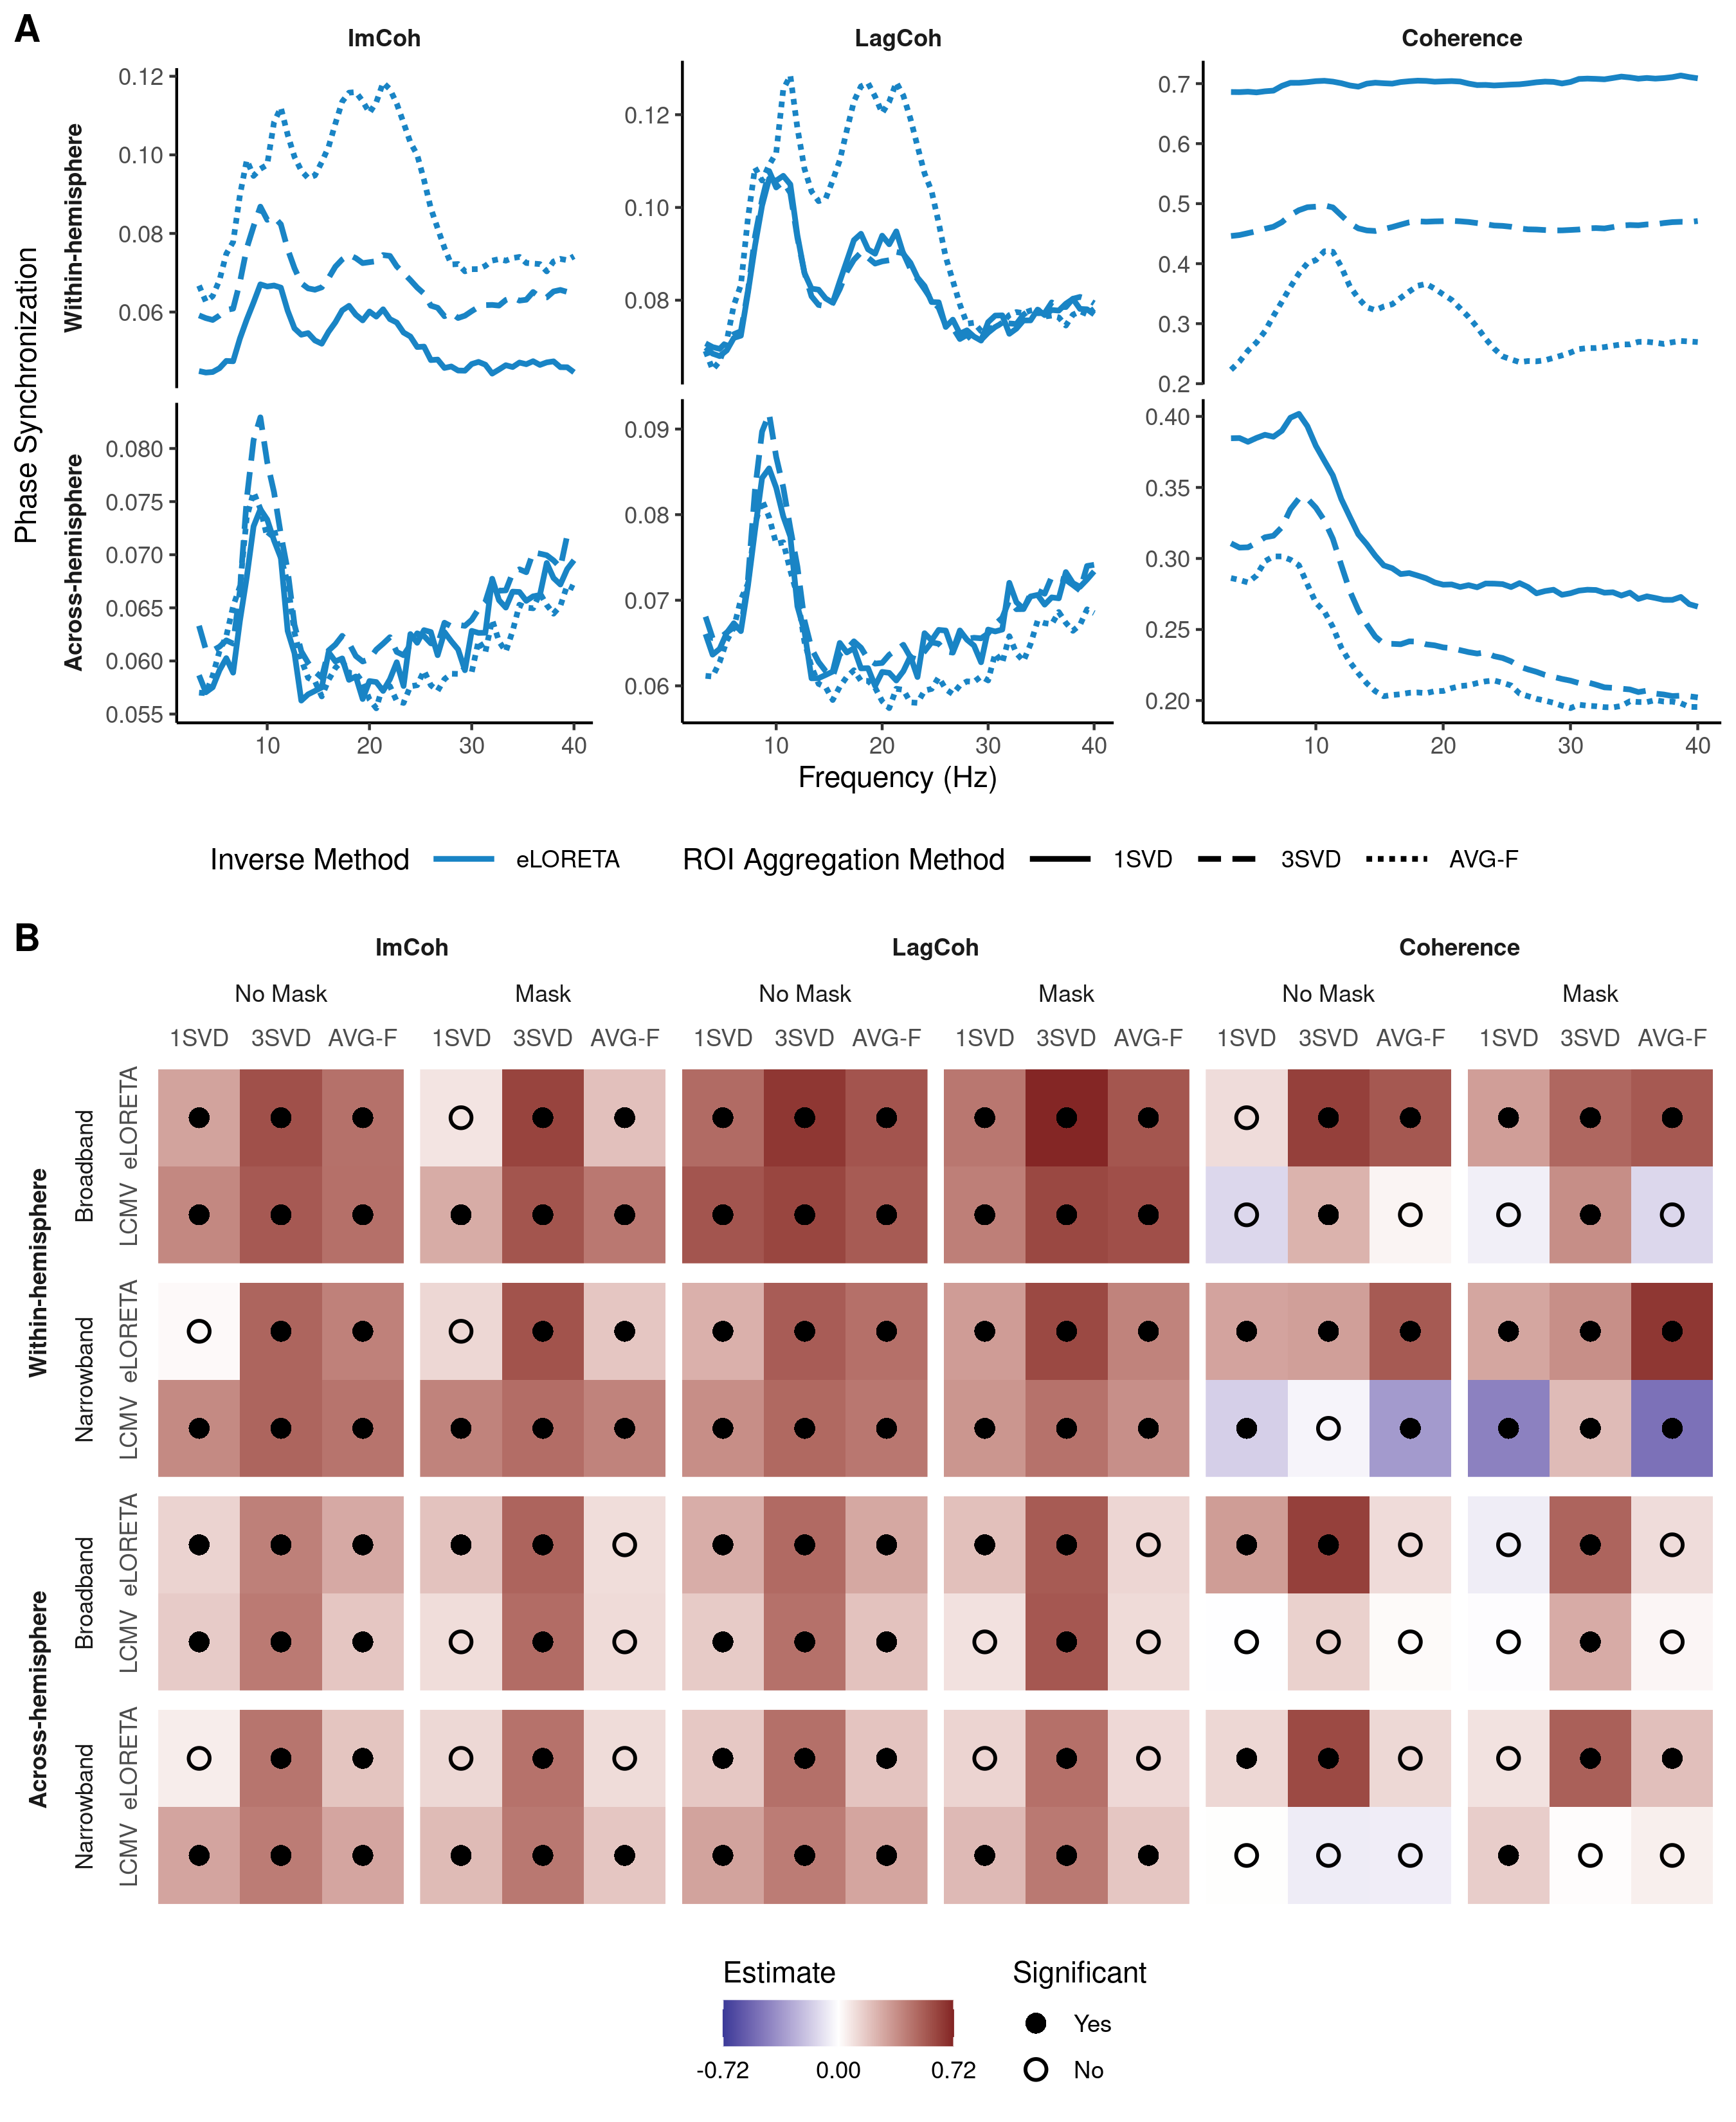 A
ImCoh LagCoh Coherence
Phase Synchronization
Within-hemisphere
0.12 0.10 0.08 0.06
0.12 0.10 0.08
0.7 0.6 0.5 0.4 0.3 0.2
Across-hemisphere
0.080 0.075 0.070 0.065 0.060 0.055
0.09 0.08 0.07 0.06
0.40 0.35 0.30 0.25 0.20
10 20 30 40 10 20 30 40 10 20 30 40
Frequency (Hz)
Inverse Method eLORETA ROI Aggregation Method 1SVD 3SVD AVG-F
B
ImCoh LagCoh Coherence
No Mask Mask No Mask Mask No Mask Mask
1SVD 3SVD AVG-F 1SVD 3SVD AVG-F 1SVD 3SVD AVG-F 1SVD 3SVD AVG-F 1SVD 3SVD AVG-F 1SVD 3SVD AVG-F
Within-hemisphere
Broadband
eLORETA
LCMV
Narrowband
eLORETA
LCMV
Across-hemisphere
Broadband
eLORETA
LCMV
Narrowband
eLORETA
LCMV
Estimate
-0.72 0.00 0.72
Significant
Yes
No